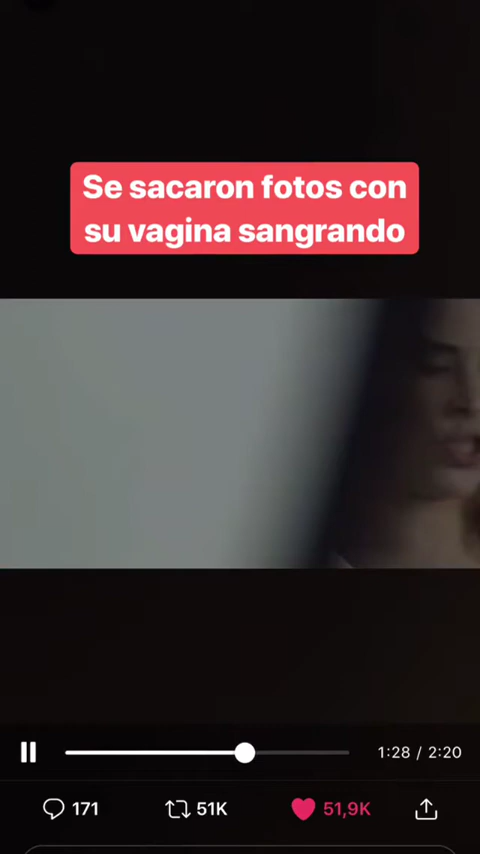 Se sacaron fotos con
su vagina sangrando
1:28 / 2:20
171
51K
51,9K